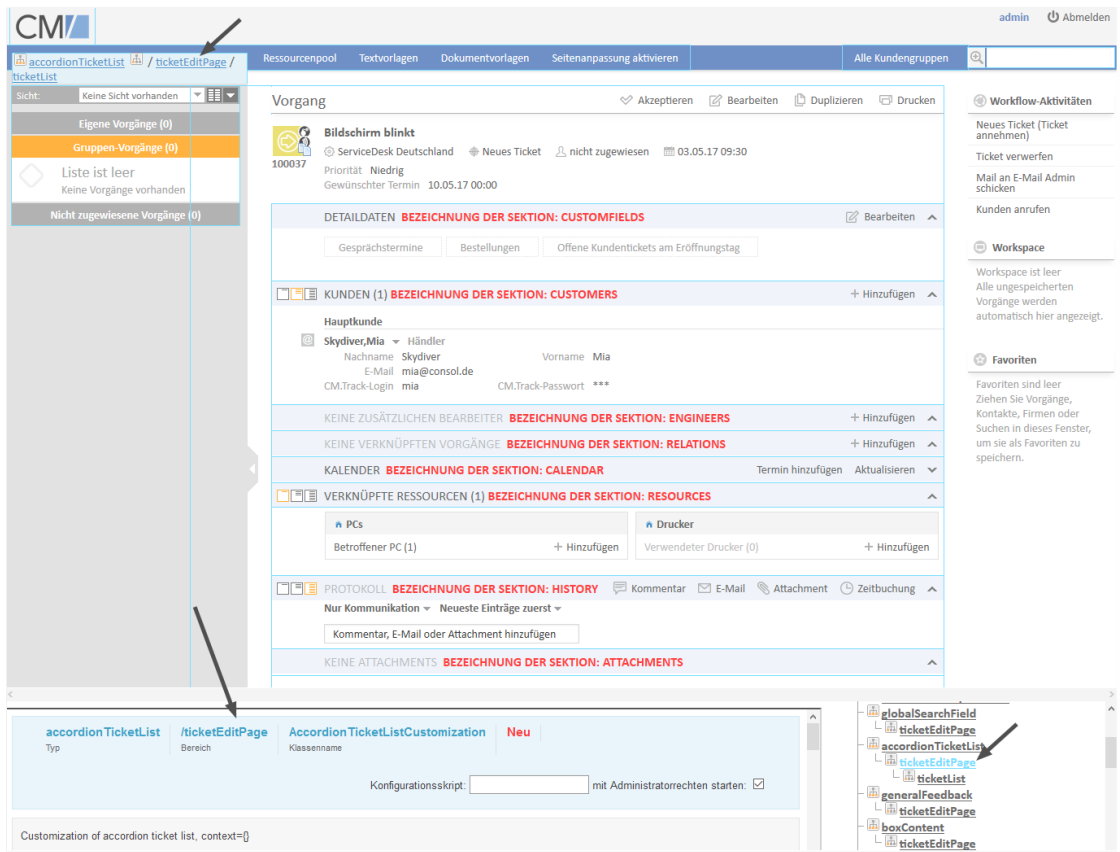 CM/
admin Abmelden
accordionTicketList / ticketEditPage /
ticketList
Ressourcenpool Textvorlagen Dokumentvorlagen Seitenanpassung aktivieren Alle Kundengruppen
Sicht: Keine Sicht vorhanden
Eigene Vorgänge (0)
Gruppen-Vorgänge (0)
Liste ist leer
Keine Vorgänge vorhanden
Nicht zugewiesene Vorgänge (0)
Vorgang Akzeptieren Bearbeiten Duplizieren Drucken
Bildschirm blinkt
100037
ServiceDesk Deutschland Neues Ticket nicht zugewiesen 03.05.17 09:30
Priorität Niedrig
Gewünschter Termin 10.05.17 00:00
DETAILDATEN BEZEICHNUNG DER SEKTION: CUSTOMFIELDS Bearbeiten
Gesprächstermine Bestellungen Offene Kundentickets am Eröffnungstag
KUNDEN (1) BEZEICHNUNG DER SEKTION: CUSTOMERS + Hinzufügen
Hauptkunde
Skydiver,Mia Händler
Nachname Skydiver Vorname Mia
E-Mail mia@consol.de
CM.Track-Login mia CM.Track-Passwort ***
KEINE ZUSÄTZLICHEN BEARBEITER BEZEICHNUNG DER SEKTION: ENGINEERS + Hinzufügen
KEINE VERKNÜPFTEN VORGÄNGE BEZEICHNUNG DER SEKTION: RELATIONS + Hinzufügen
KALENDER BEZEICHNUNG DER SEKTION: CALENDAR Termin hinzufügen Aktualisieren
VERKNÜPFTE RESSOURCEN (1) BEZEICHNUNG DER SEKTION: RESOURCES
PCs Drucker
Betroffener PC (1) + Hinzufügen Verwendeter Drucker (0) + Hinzufügen
PROTOKOLL BEZEICHNUNG DER SEKTION: HISTORY Kommentar E-Mail Attachment Zeitbuchung
Nur Kommunikation Neueste Einträge zuerst
Kommentar, E-Mail oder Attachment hinzufügen
KEINE ATTACHMENTS BEZEICHNUNG DER SEKTION: ATTACHMENTS
Workflow-Aktivitäten
Neues Ticket (Ticket
annehmen)
Ticket verwerfen
Mail an E-Mail Admin
schicken
Kunden anrufen
Workspace
Workspace ist leer
Alle ungespeicherten
Vorgänge werden
automatisch hier angezeigt.
Favoriten
Favoriten sind leer
Ziehen Sie Vorgänge,
Kontakte, Firmen oder
Suchen in dieses Fenster,
um sie als Favoriten zu
speichern.
accordionTicketList /ticketEditPage AccordionTicketListCustomization Neu
Typ Bereich Klassenname
Konfigurationsskript: mit Administratorrechten starten:
Customization of accordion ticket list, context={}
globalSearchField
ticketEditPage
accordionTicketList
ticketEditPage
ticketList
generalFeedback
ticketEditPage
boxContent
ticketEditPage